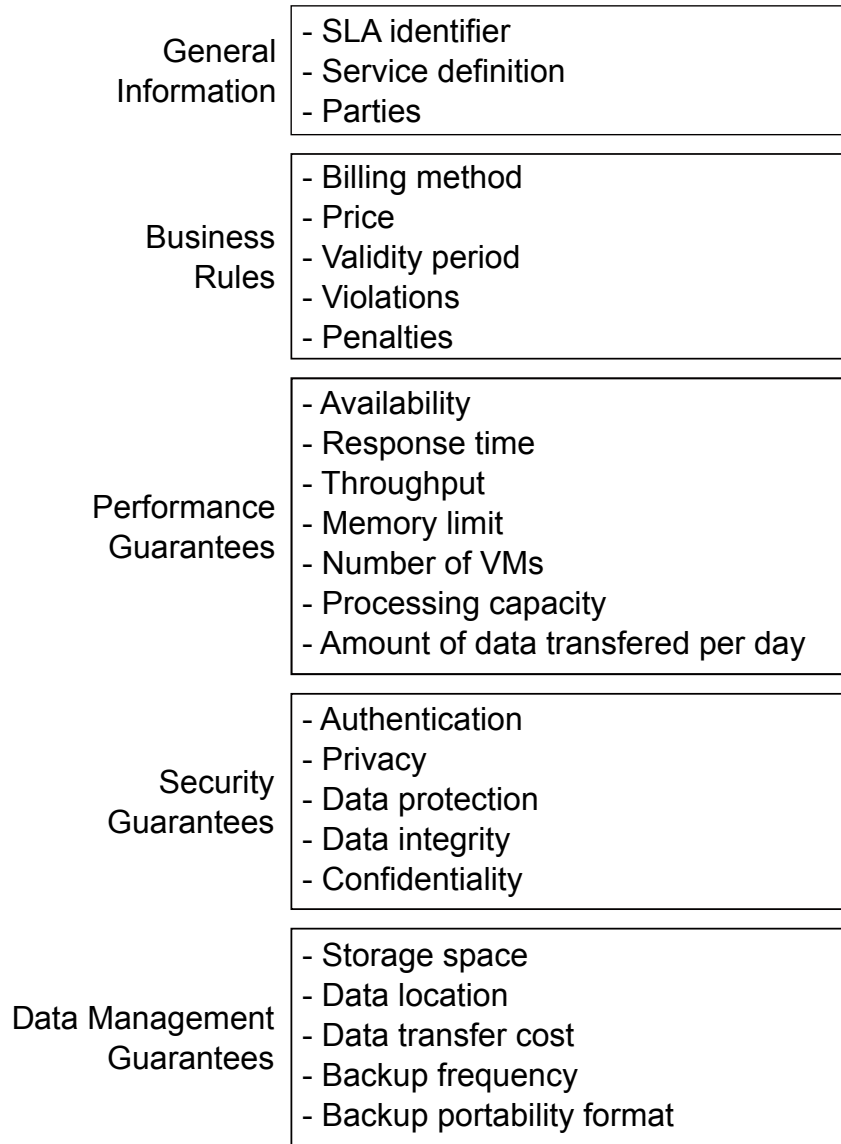 General
Information
- SLA identifier
- Service definition
- Parties
Business
Rules
- Billing method
- Price
- Validity period
- Violations
- Penalties
Performance
Guarantees
- Availability
- Response time
- Throughput
- Memory limit
- Number of VMs
- Processing capacity
- Amount of data transfered per day
Security
Guarantees
- Authentication
- Privacy
- Data protection
- Data integrity
- Confidentiality
Data Management
Guarantees
- Storage space
- Data location
- Data transfer cost
- Backup frequency
- Backup portability format